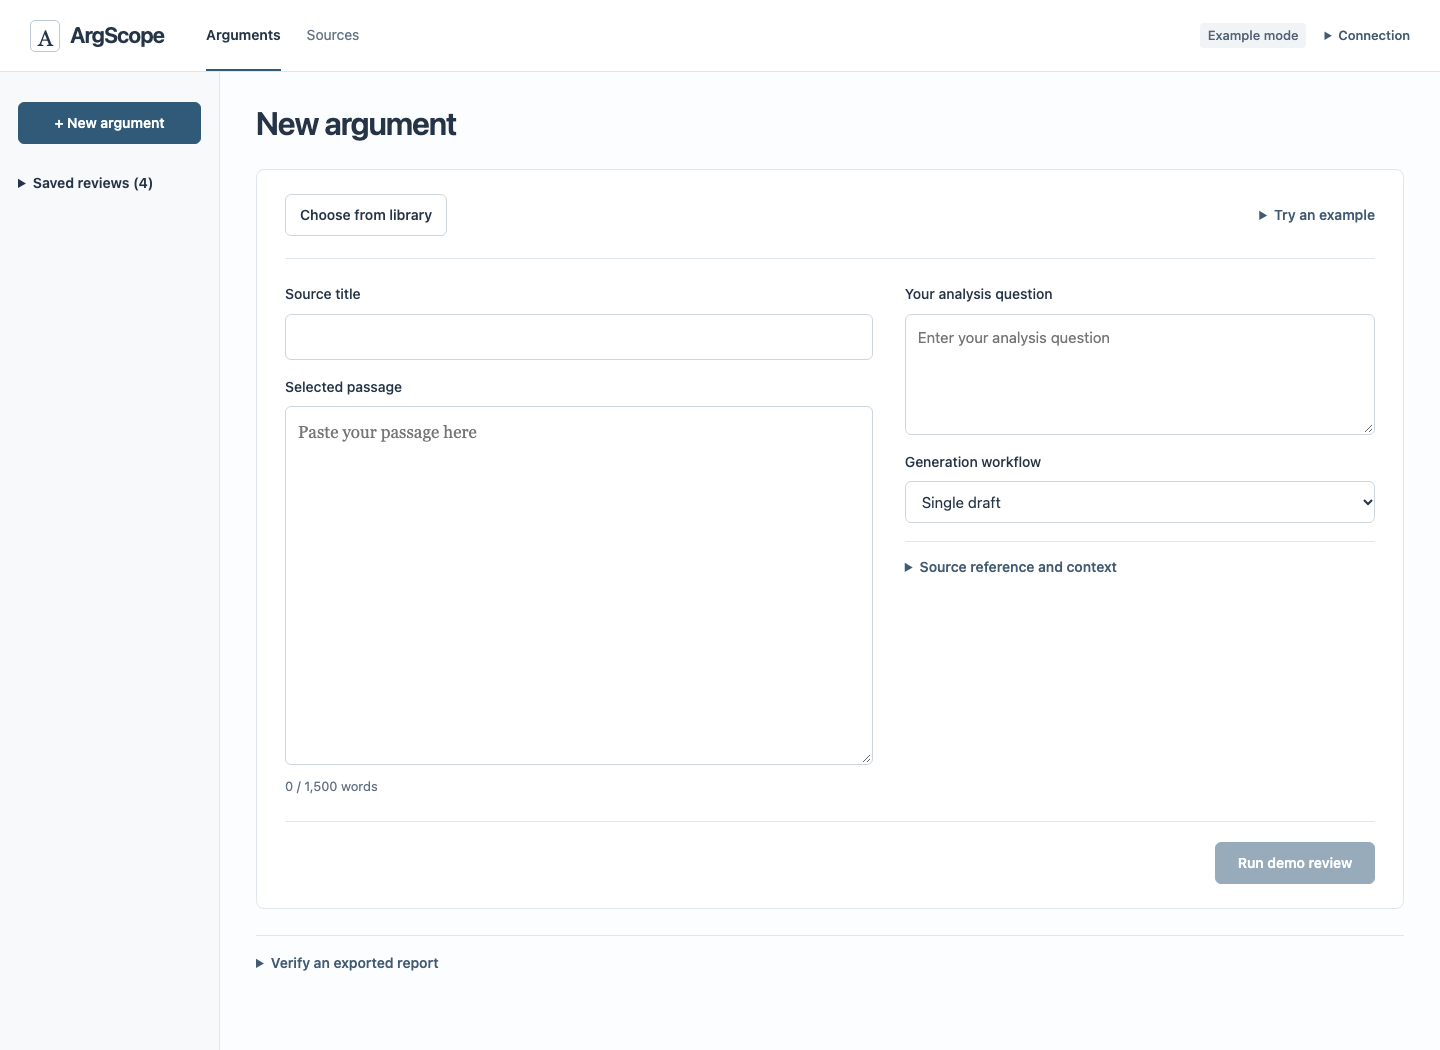 A ArgScope
Arguments
Sources
Example mode
Connection
+ New argument
Saved reviews (4)
New argument
Choose from library
Try an example
Source title
Selected passage
Paste your passage here
0 / 1,500 words
Your analysis question
Enter your analysis question
Generation workflow
Single draft
Source reference and context
Run demo review
Verify an exported report